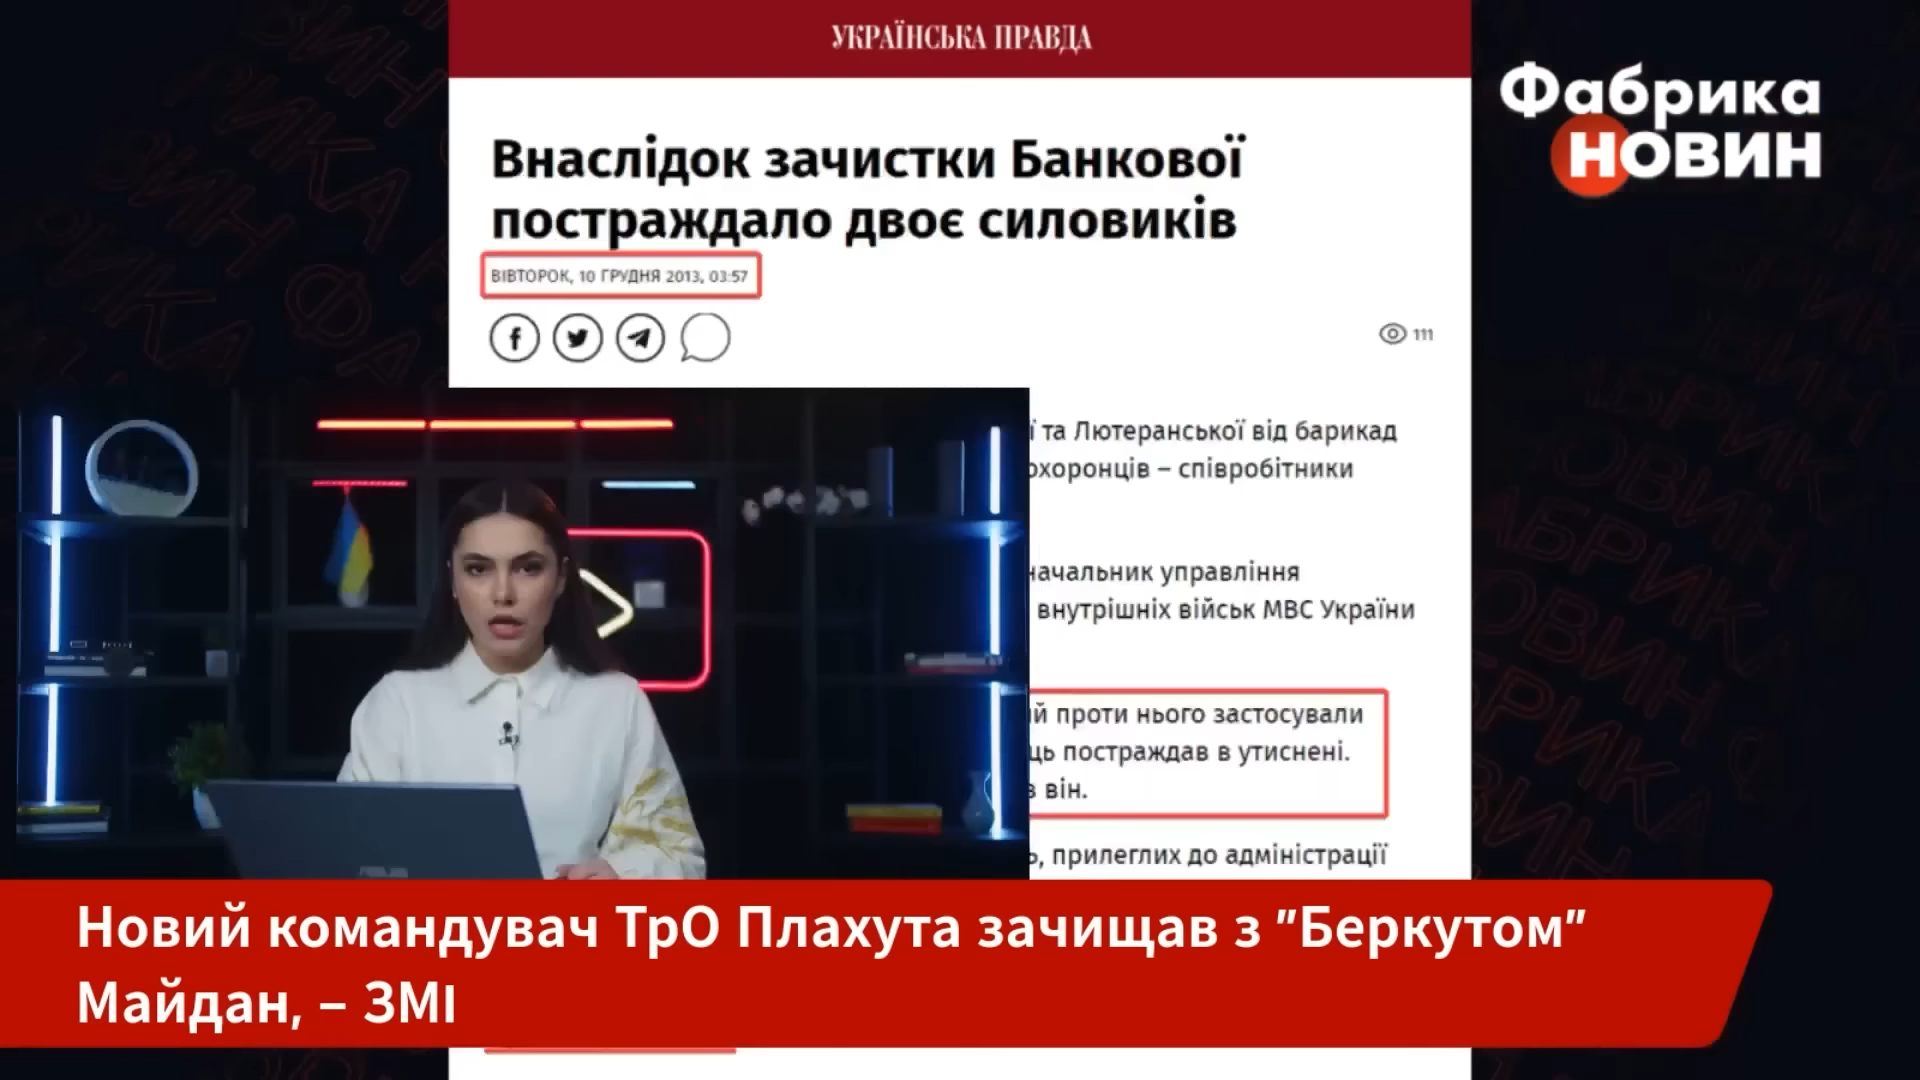 УКРАЇНСЬКА ПРАВДА
Фабрика
НОВИН
Внаслідок зачистки Банкової
постраждало двоє силовиків
ВІВТОРОК, 10 ГРУДНЯ 2013, 03:57
111
ї та Лютеранської від барикад
охоронців – співробітники
начальник управління
внутрішніх військ МВС України
й проти нього застосували
ць постраждав в утиснені.
в він.
ь, прилеглих до адміністрації
Новий командувач ТрО Плахута зачищав з "Беркутом"
Майдан, – ЗМІ